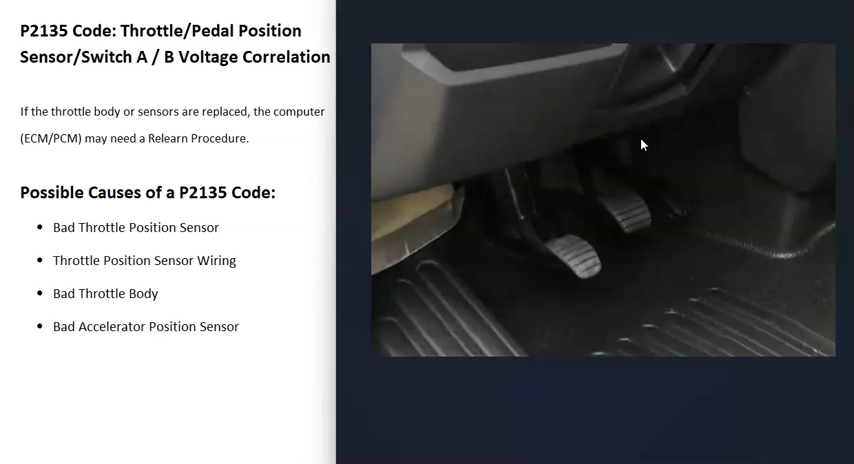 P2135 Code: Throttle/Pedal Position
Sensor/Switch A / B Voltage Correlation
If the throttle body or sensors are replaced, the computer
(ECM/PCM) may need a Relearn Procedure.
Possible Causes of a P2135 Code:
• Bad Throttle Position Sensor
• Throttle Position Sensor Wiring
• Bad Throttle Body
• Bad Accelerator Position Sensor